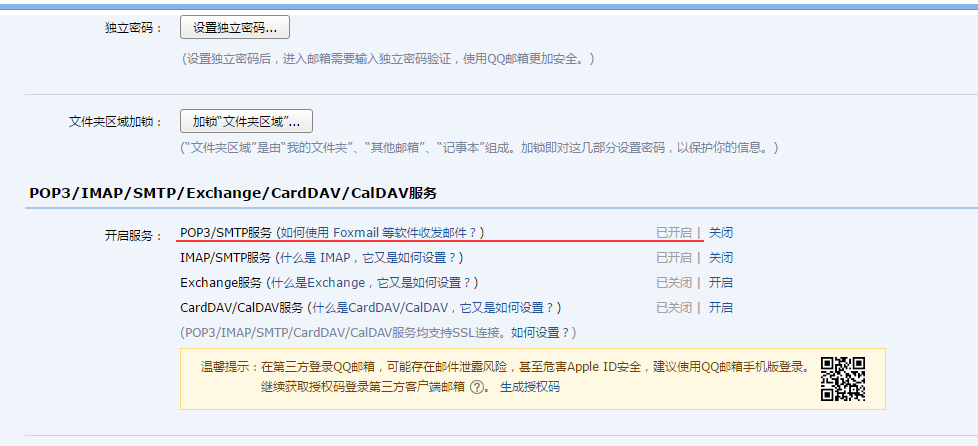 独立密码： 设置独立密码...
(设置独立密码后，进入邮箱需要输入独立密码验证，使用QQ邮箱更加安全。)
文件夹区域加锁： 加锁“文件夹区域”...
(“文件夹区域”是由“我的文件夹”、“其他邮箱”、“记事本”组成。加锁即对这几部分设置密码，以保护你的信息。)
POP3/IMAP/SMTP/Exchange/CardDAV/CalDAV服务
开启服务： POP3/SMTP服务 (如何使用 Foxmail 等软件收发邮件？) 已开启 | 关闭
IMAP/SMTP服务 (什么是 IMAP，它又是如何设置？) 已开启 | 关闭
Exchange服务 (什么是Exchange，它又是如何设置？) 已关闭 | 开启
CardDAV/CalDAV服务 (什么是CardDAV/CalDAV，它又是如何设置？) 已关闭 | 开启
(POP3/IMAP/SMTP/CardDAV/CalDAV服务均支持SSL连接。如何设置？)
温馨提示：在第三方登录QQ邮箱，可能存在邮件泄露风险，甚至危害Apple ID安全，建议使用QQ邮箱手机版登录。
继续获取授权码登录第三方客户端邮箱 ?。 生成授权码